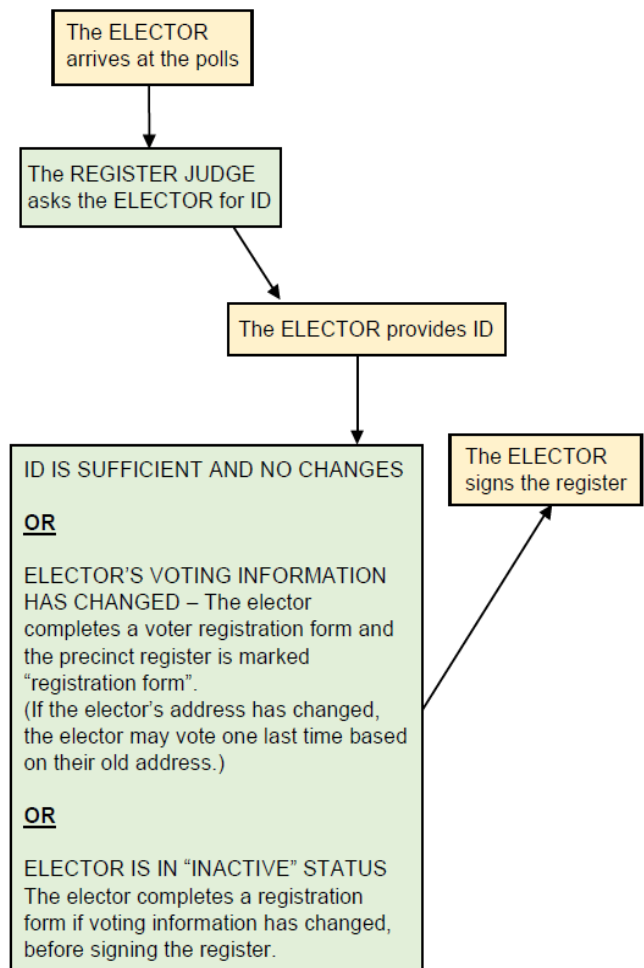 The ELECTOR
arrives at the polls
The REGISTER JUDGE
asks the ELECTOR for ID
The ELECTOR provides ID
ID IS SUFFICIENT AND NO CHANGES
OR
ELECTOR'S VOTING INFORMATION
HAS CHANGED – The elector
completes a voter registration form and
the precinct register is marked
“registration form”.
(If the elector's address has changed,
the elector may vote one last time based
on their old address.)
OR
ELECTOR IS IN “INACTIVE” STATUS
The elector completes a registration
form if voting information has changed,
before signing the register.
The ELECTOR
signs the register